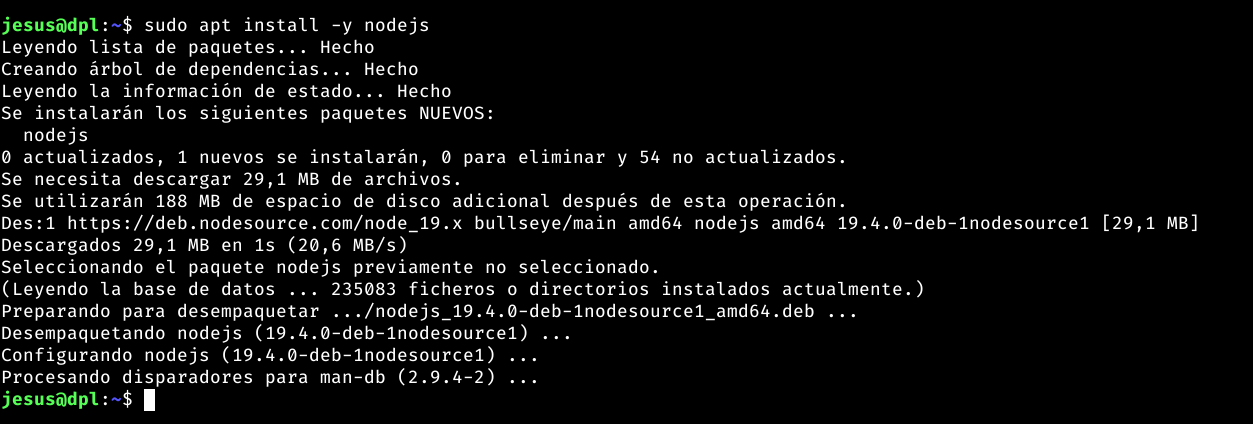 jesus@dpl:~$ sudo apt install -y nodejs
Leyendo lista de paquetes... Hecho
Creando árbol de dependencias... Hecho
Leyendo la información de estado... Hecho
Se instalarán los siguientes paquetes NUEVOS:
  nodejs
0 actualizados, 1 nuevos se instalarán, 0 para eliminar y 54 no actualizados.
Se necesita descargar 29,1 MB de archivos.
Se utilizarán 188 MB de espacio de disco adicional después de esta operación.
Des:1 https://deb.nodesource.com/node_19.x bullseye/main amd64 nodejs amd64 19.4.0-deb-1nodesource1 [29,1 MB]
Descargados 29,1 MB en 1s (20,6 MB/s)
Seleccionando el paquete nodejs previamente no seleccionado.
(Leyendo la base de datos ... 235083 ficheros o directorios instalados actualmente.)
Preparando para desempaquetar .../nodejs_19.4.0-deb-1nodesource1_amd64.deb ...
Desempaquetando nodejs (19.4.0-deb-1nodesource1) ...
Configurando nodejs (19.4.0-deb-1nodesource1) ...
Procesando disparadores para man-db (2.9.4-2) ...
jesus@dpl:~$